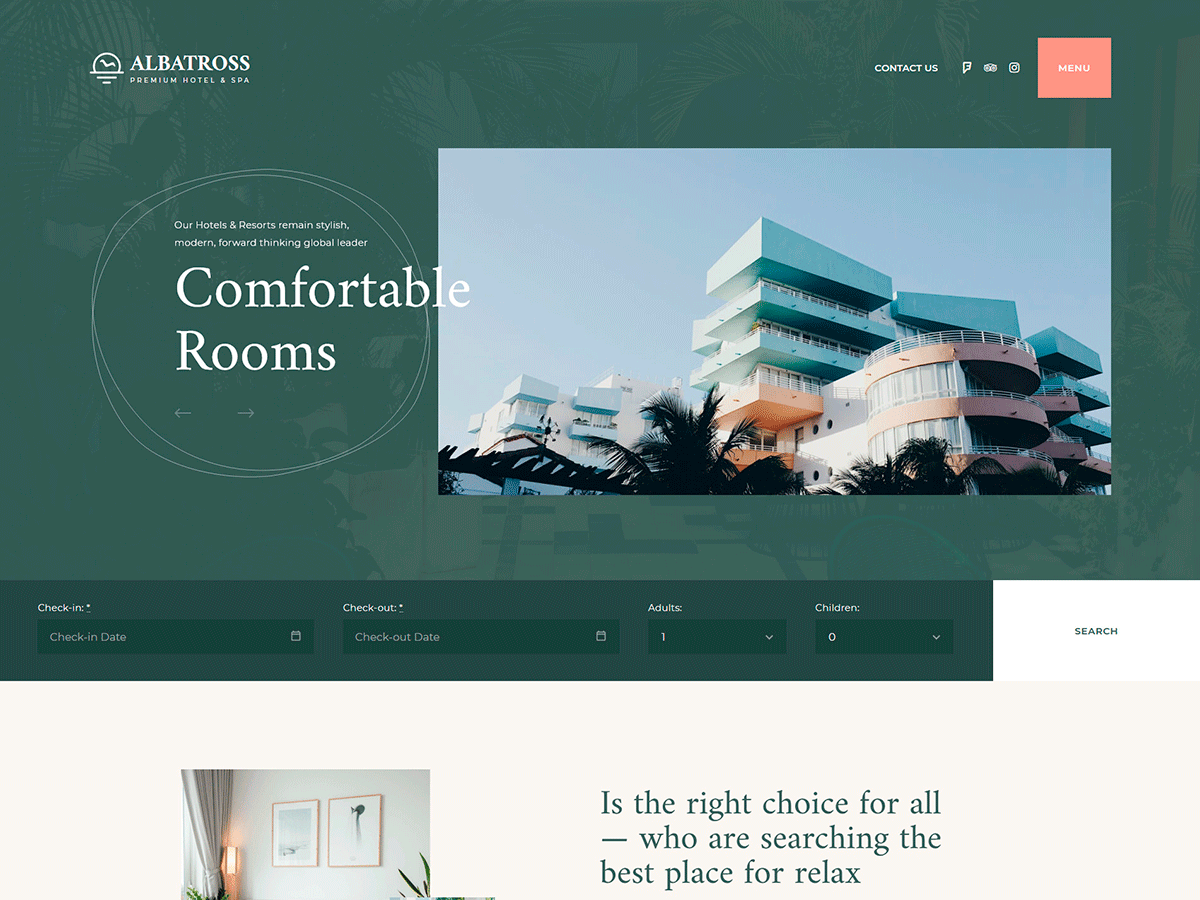 ALBATROSS
PREMIUM HOTEL & SPA
CONTACT US
MENU
Our Hotels & Resorts remain stylish,
modern, forward thinking global leader
Comfortable
Rooms
Check-in: *
Check-in Date
Check-out: *
Check-out Date
Adults:
1
Children:
0
SEARCH
Is the right choice for all
— who are searching the
best place for relax